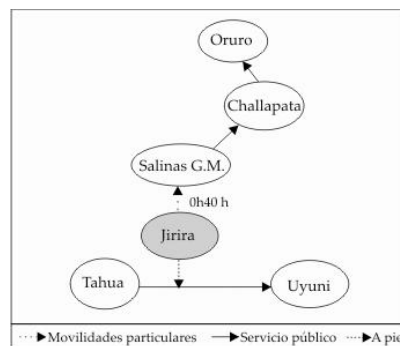 Oruro
Challapata
Salinas G.M.
0h40 h
Jirira
Tahua
Uyuni
Movilidades particulares Servicio público A pie